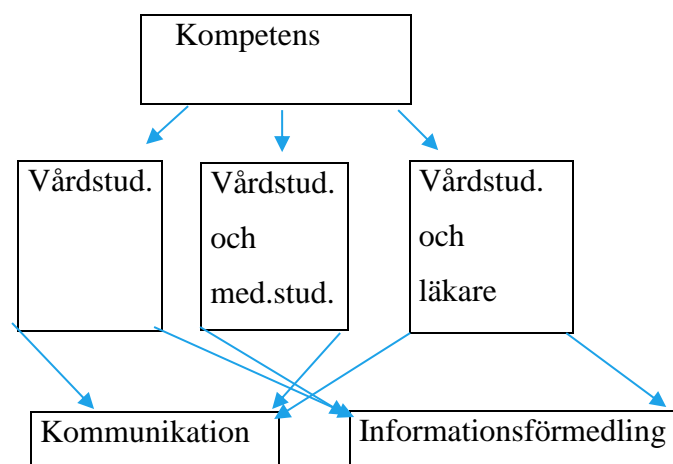 Kompetens
Vårdstud.
Vårdstud.
och
med.stud.
Vårdstud.
och
läkare
Kommunikation
Informationsförmedling